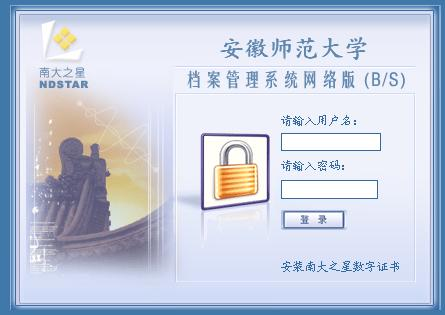 南大之星
NDSTAR
安徽师范大学
档案管理系统网络版 (B/S)
请输入用户名：
请输入密码：
登 录
安装南大之星数字证书